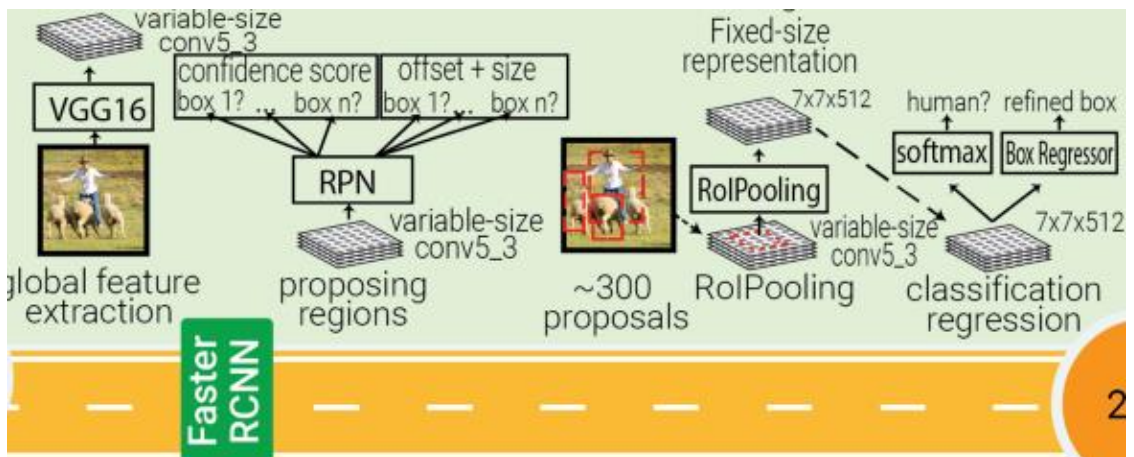 variable-size
conv5_3
VGG16
global feature
extraction
confidence score
box 1? ... box n?
offset + size
box 1?... box n?
RPN
variable-size
conv5_3
proposing
regions
~300
proposals
Fixed-size
representation
7x7x512
RoIPooling
variable-size
conv5_3
RoIPooling
human?
refined box
softmax
Box Regressor
7x7x512
classification
regression
Faster
RCNN
2